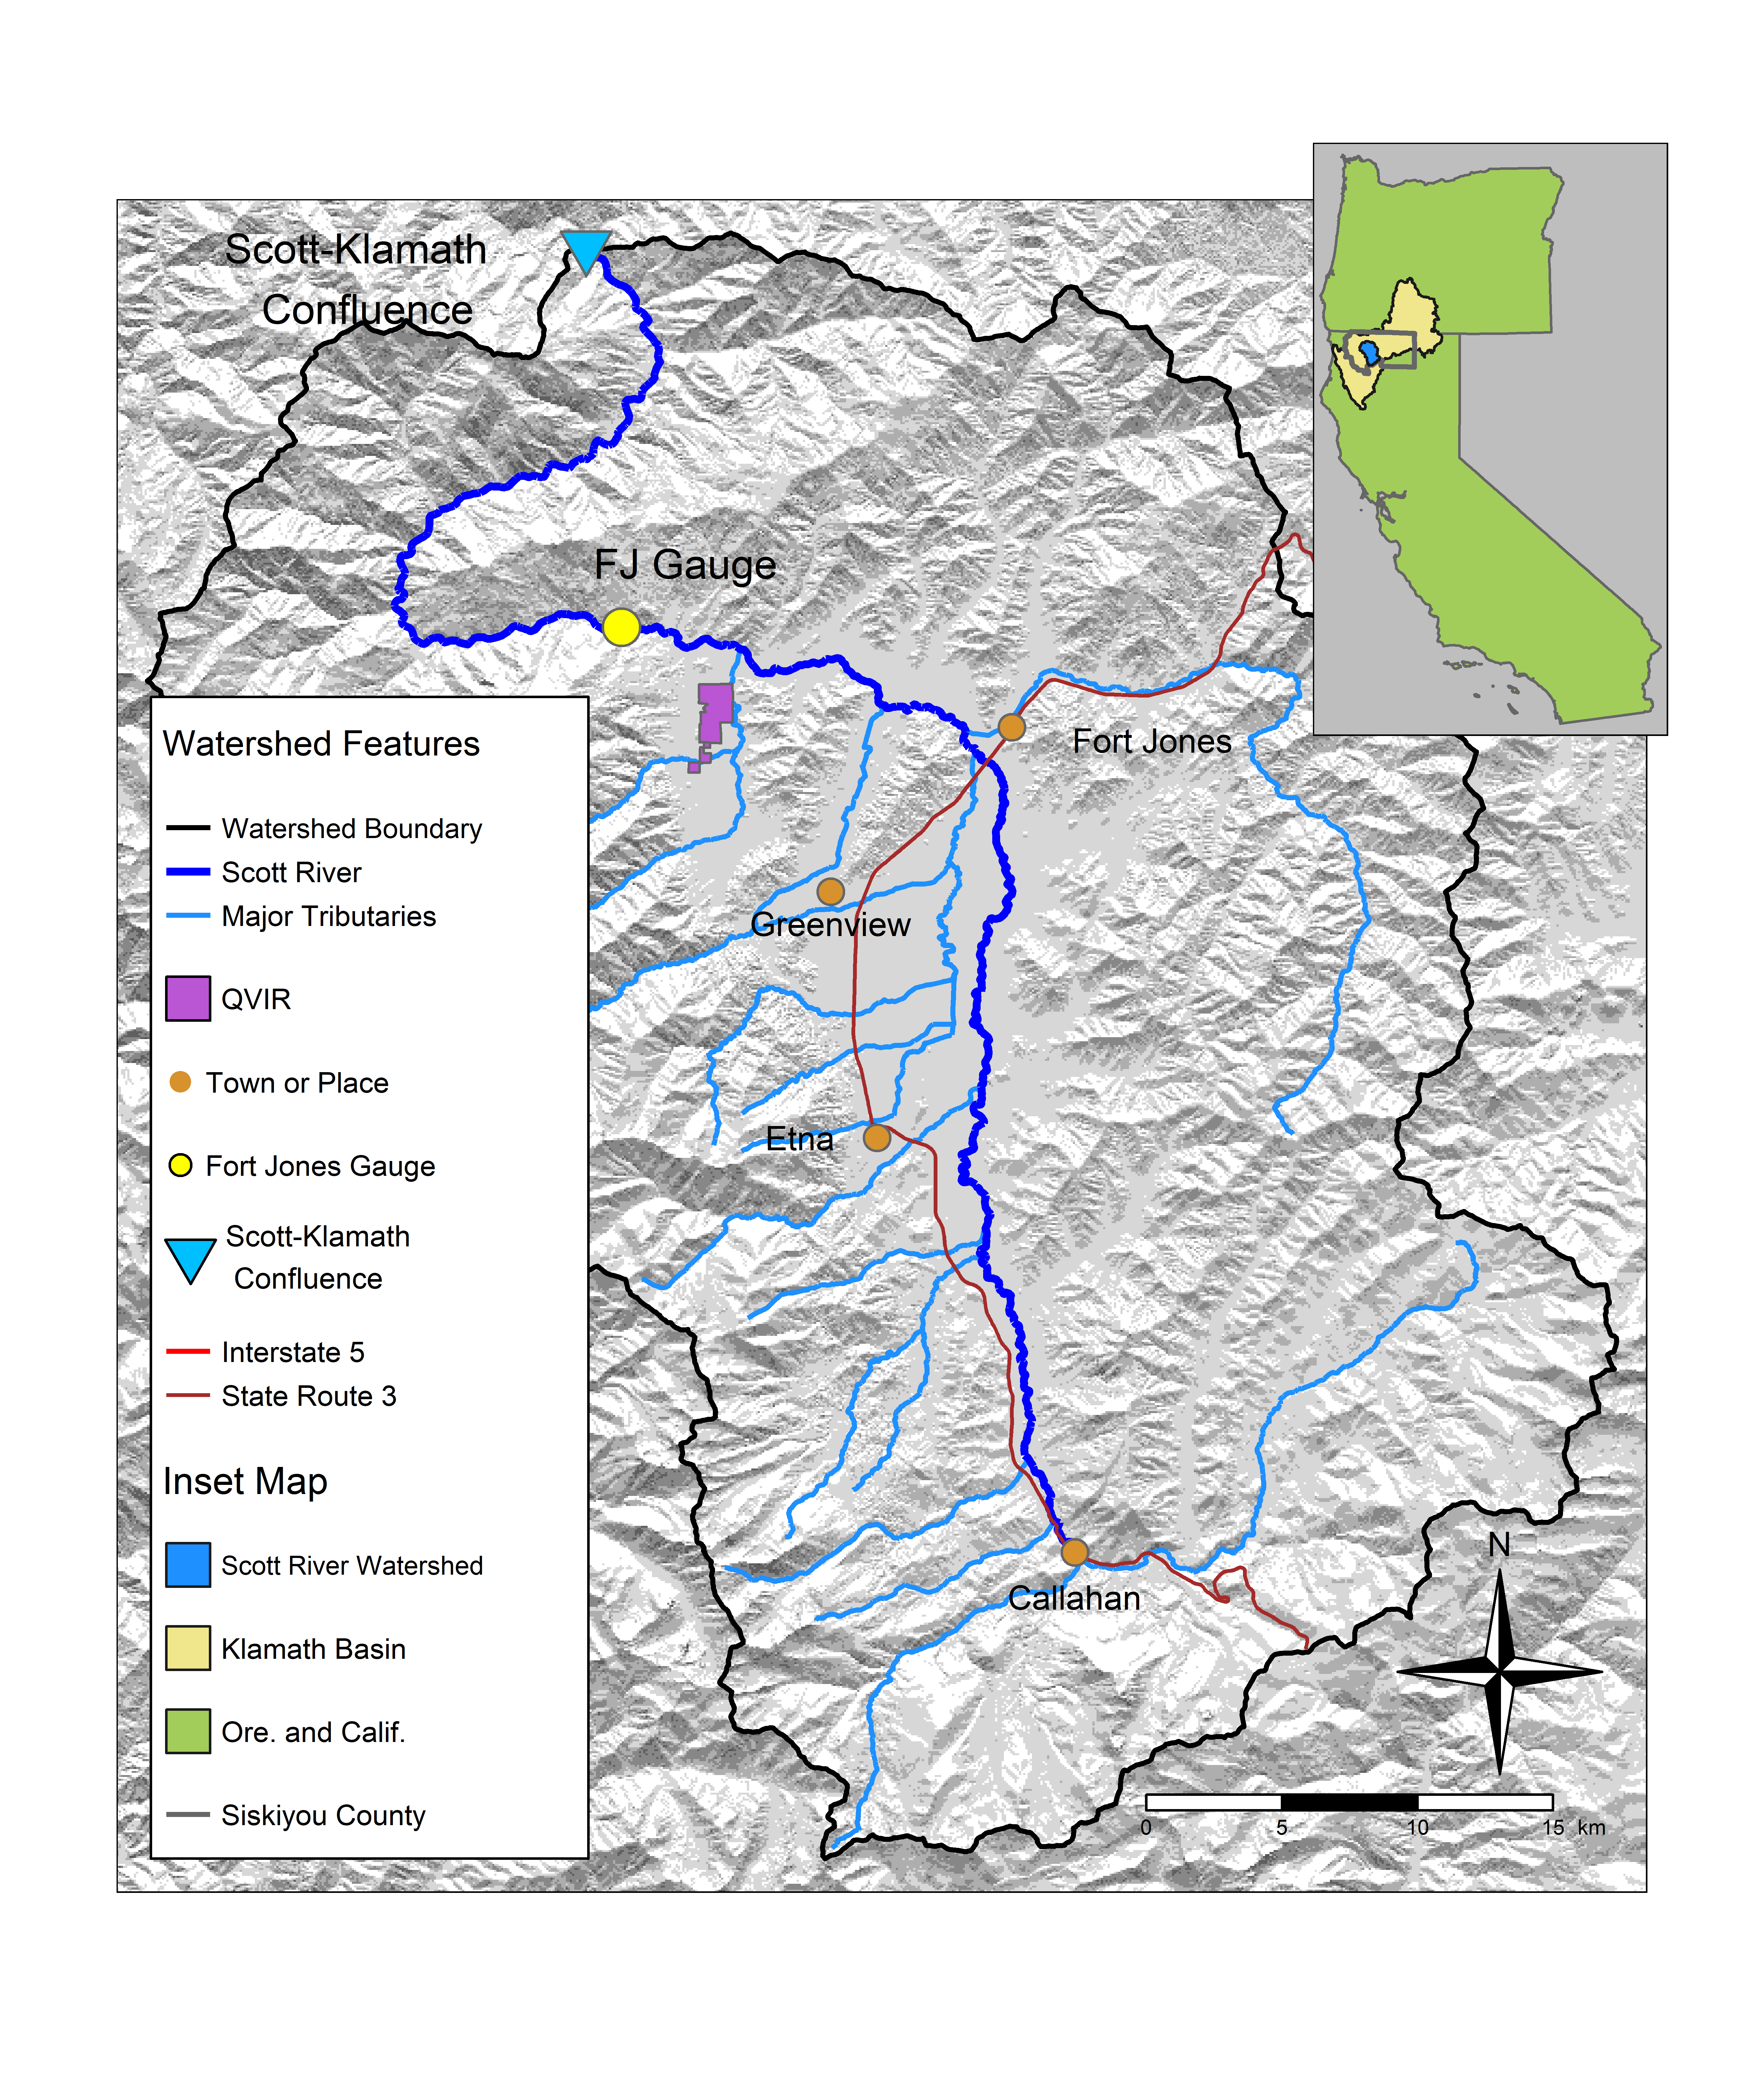 Scott-Klamath
Confluence
FJ Gauge
Fort Jones
Greenview
Etna
Callahan
N
0 5 10 15 km
Watershed Features
Watershed Boundary
Scott River
Major Tributaries
QVIR
Town or Place
Fort Jones Gauge
Scott-Klamath
Confluence
Interstate 5
State Route 3
Inset Map
Scott River Watershed
Klamath Basin
Ore. and Calif.
Siskiyou County